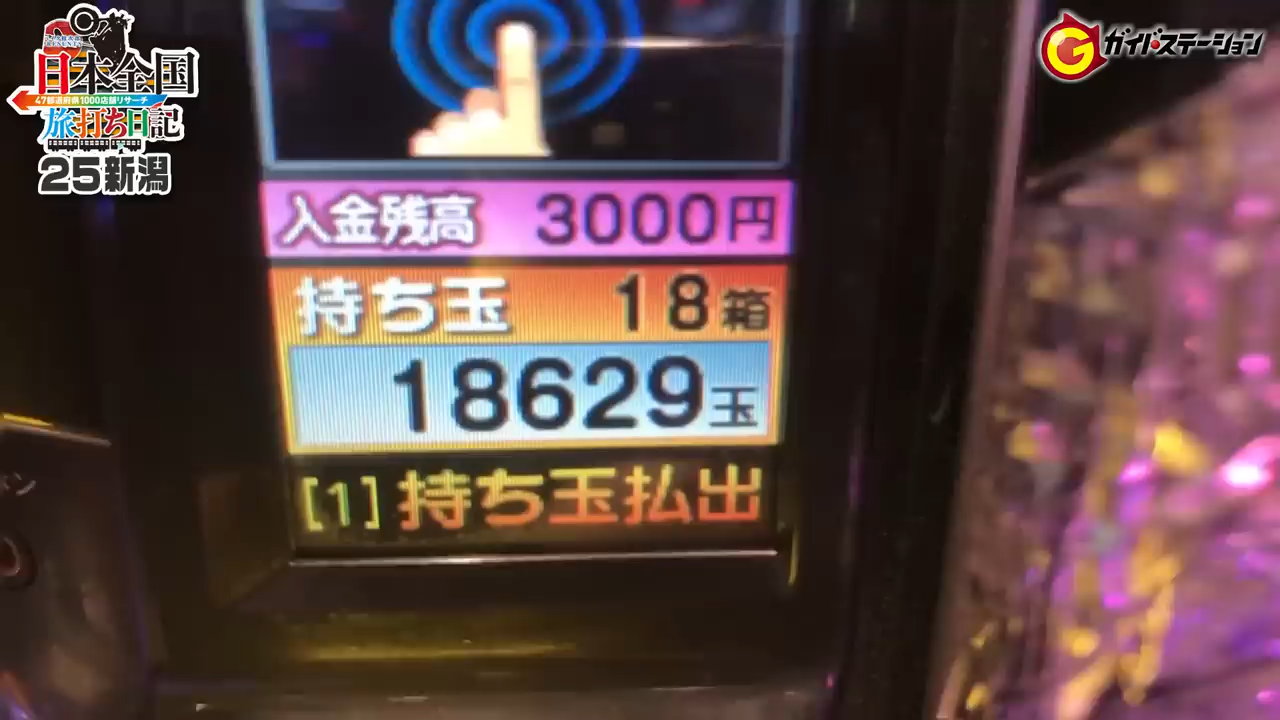 日本全国
47都道府県1000店舗リサーチ
旅打ち日記
25新潟
ガイドステーション
入金残高 3000円
持ち玉 18箱
18629玉
[1]持ち玉払出